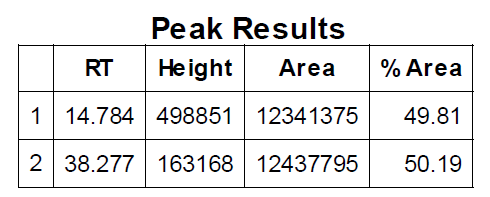 Peak Results
RT Height Area % Area
1 14.784 498851 12341375 49.81
2 38.277 163168 12437795 50.19